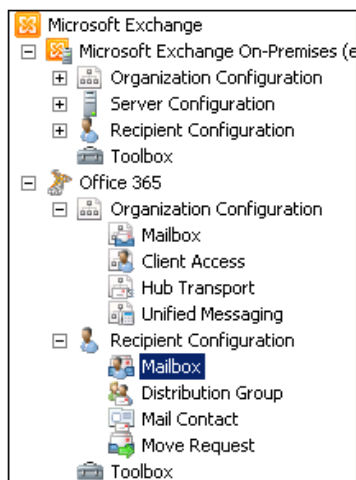 Microsoft Exchange
Microsoft Exchange On-Premises (e
Organization Configuration
Server Configuration
Recipient Configuration
Toolbox
Office 365
Organization Configuration
Mailbox
Client Access
Hub Transport
Unified Messaging
Recipient Configuration
Mailbox
Distribution Group
Mail Contact
Move Request
Toolbox